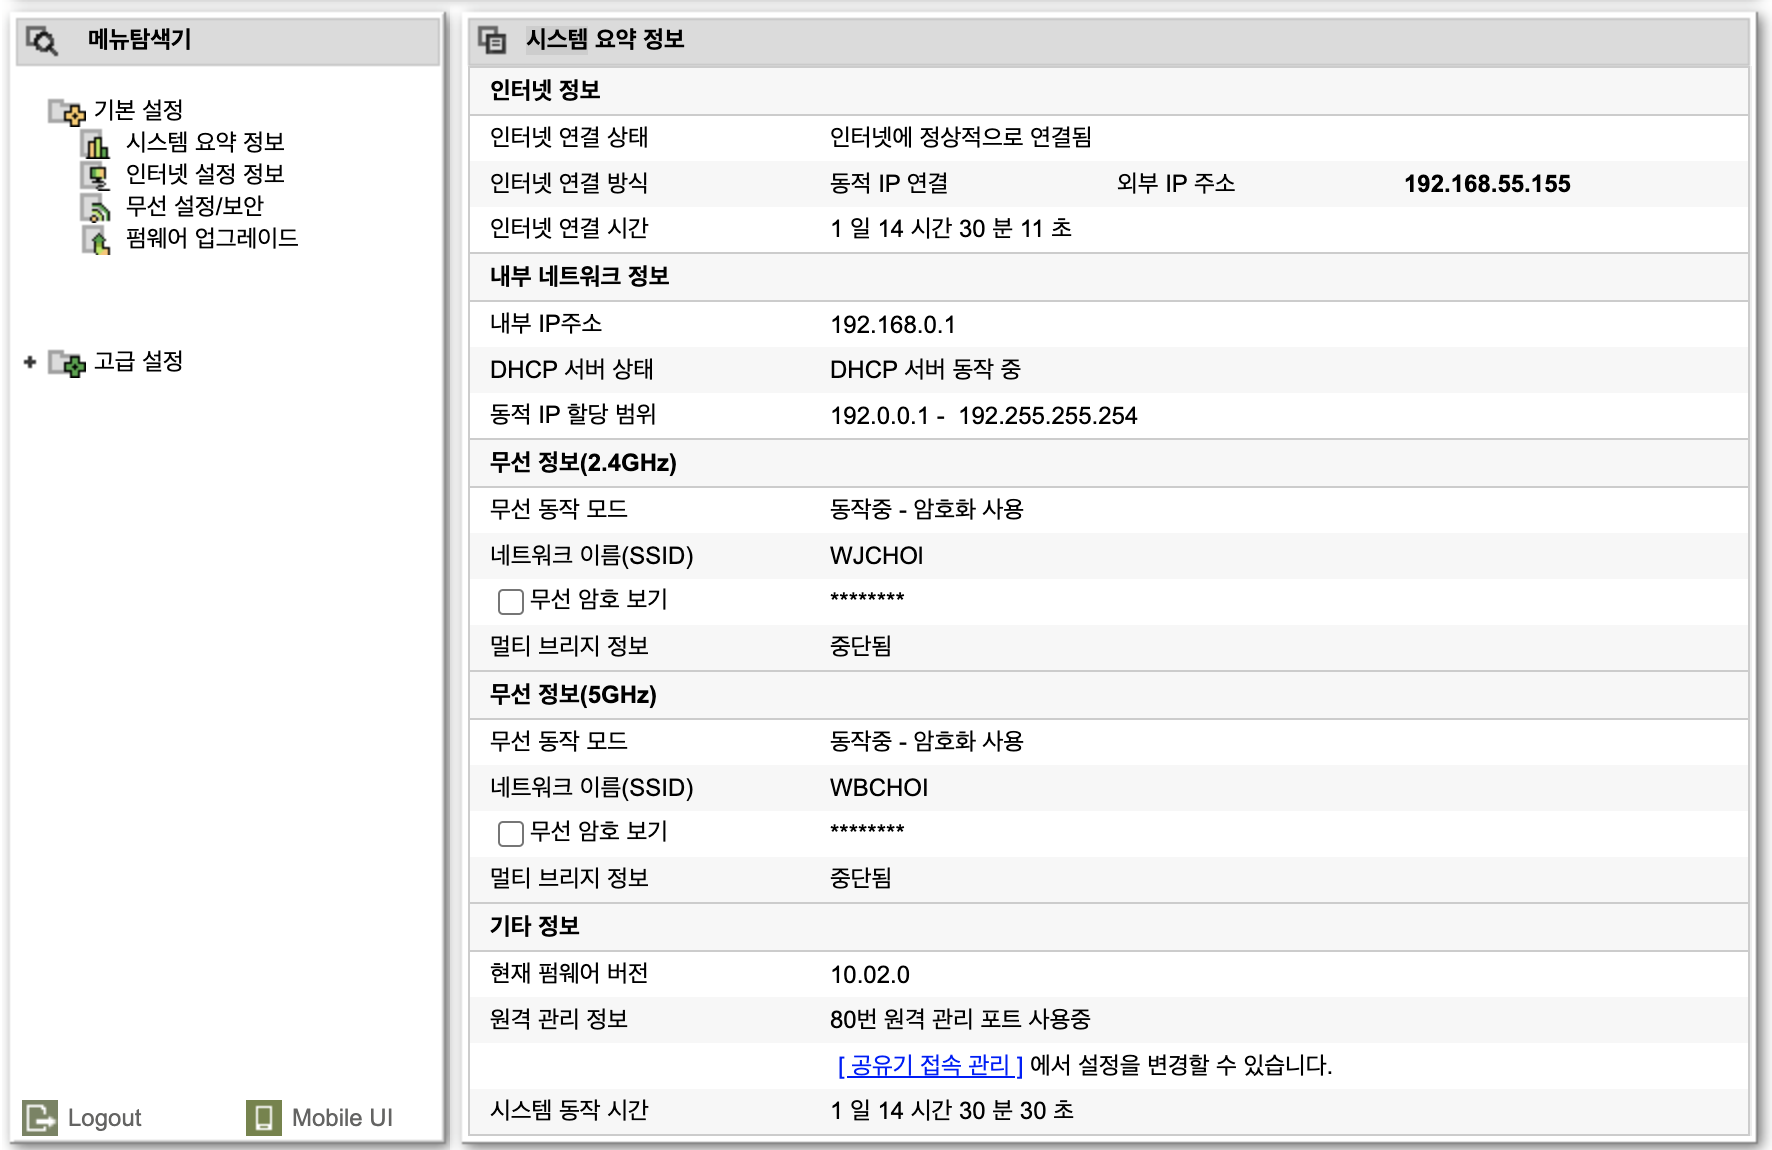 메뉴탐색기
기본 설정
시스템 요약 정보
인터넷 설정 정보
무선 설정/보안
펌웨어 업그레이드
고급 설정
Logout
Mobile UI
시스템 요약 정보
인터넷 정보
인터넷 연결 상태 인터넷에 정상적으로 연결됨
인터넷 연결 방식 동적 IP 연결 외부 IP 주소 192.168.55.155
인터넷 연결 시간 1 일 14 시간 30 분 11 초
내부 네트워크 정보
내부 IP주소 192.168.0.1
DHCP 서버 상태 DHCP 서버 동작 중
동적 IP 할당 범위 192.0.0.1 - 192.255.255.254
무선 정보(2.4GHz)
무선 동작 모드 동작중 - 암호화 사용
네트워크 이름(SSID) WJCHOI
무선 암호 보기 ********
멀티 브리지 정보 중단됨
무선 정보(5GHz)
무선 동작 모드 동작중 - 암호화 사용
네트워크 이름(SSID) WBCHOI
무선 암호 보기 ********
멀티 브리지 정보 중단됨
기타 정보
현재 펌웨어 버전 10.02.0
원격 관리 정보 80번 원격 관리 포트 사용중
[ 공유기 접속 관리 ] 에서 설정을 변경할 수 있습니다.
시스템 동작 시간 1 일 14 시간 30 분 30 초